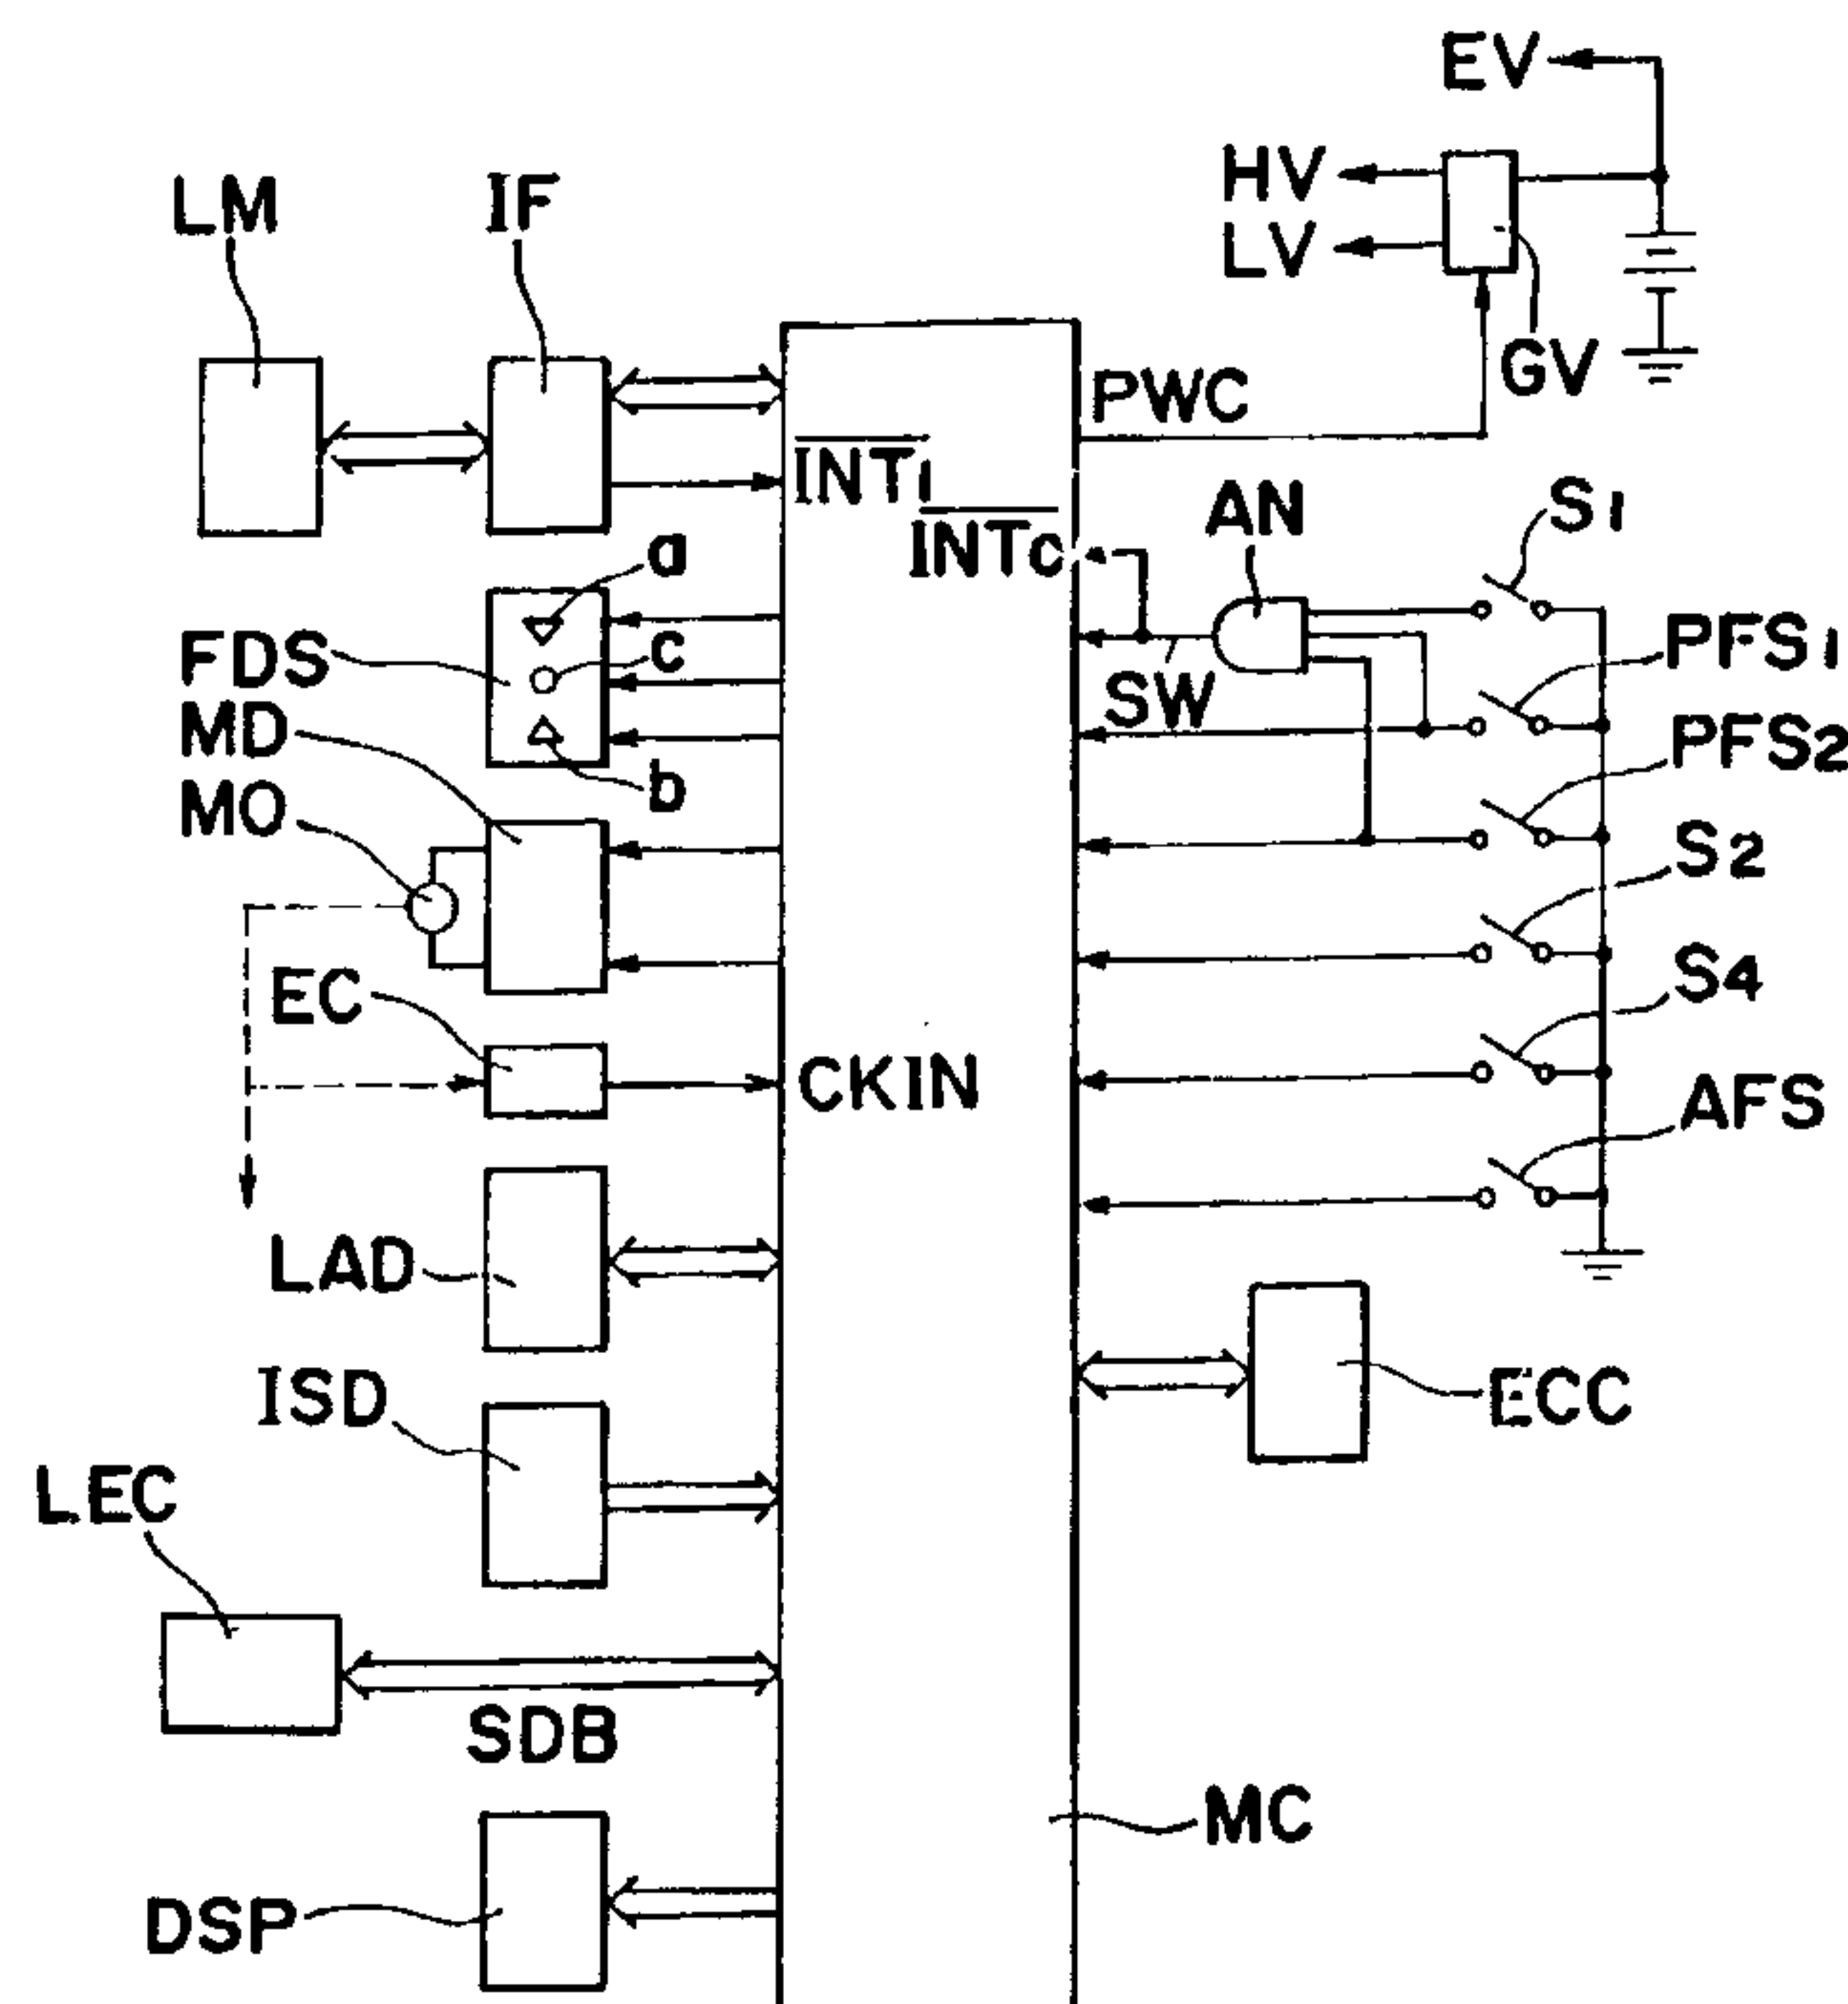 EV
HV
LV
LM
IF
GV
PWC
INT1
INTC
AN
S1
a
FDS
c
PFS1
SW
MD
PFS2
b
MO
S2
EC
S4
CKIN
AFS
LAD
ISD
ECC
LEC
SDB
MC
DSP